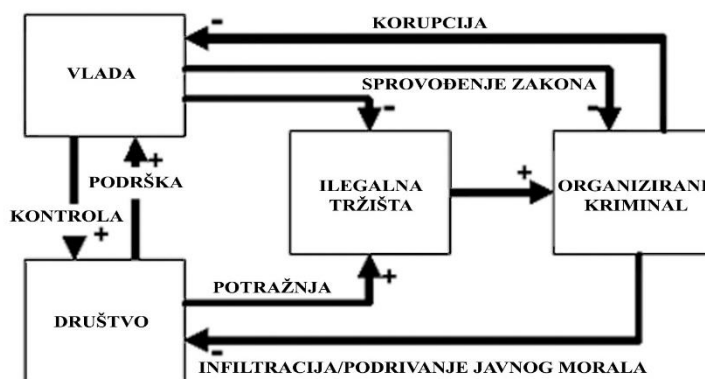 KORUPCIJA
-
VLADA
SPROVOĐENJE ZAKONA
-
-
+
PODRŠKA
ILEGALNA
TRŽIŠTA
+
ORGANIZIRANI
KRIMINAL
KONTROLA
+
POTRAŽNJA
+
DRUŠTVO
-
INFILTRACIJA/PODRIVANJE JAVNOG MORALA